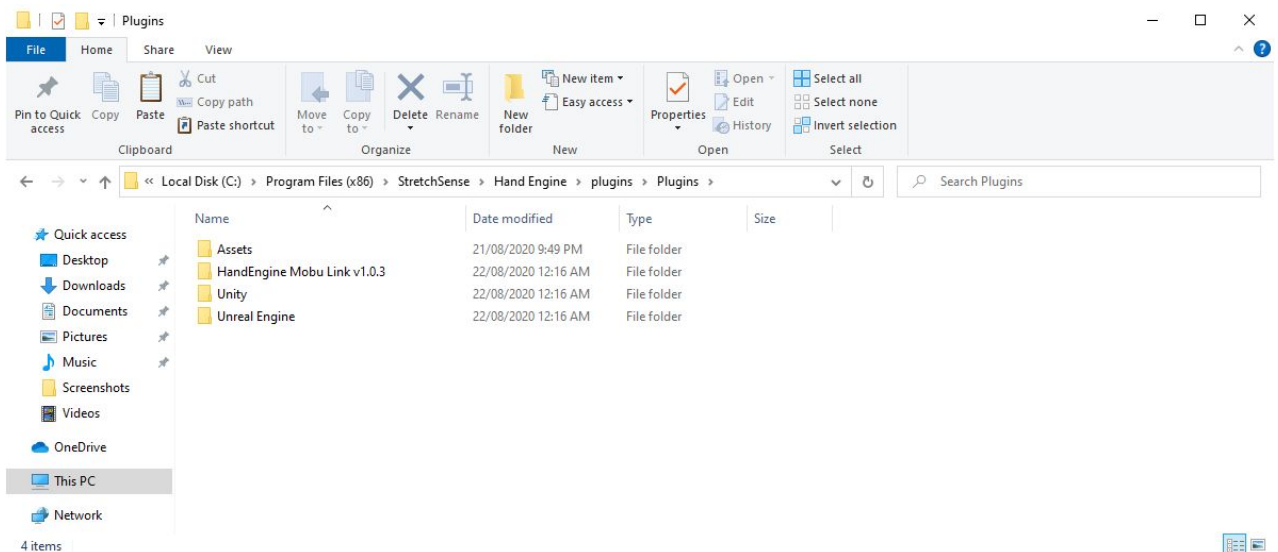 Plugins
File Home Share View
Pin to Quick access
Copy
Paste
Cut
Copy path
Paste shortcut
Clipboard
Move to
Copy to
Delete
Rename
Organize
New folder
New item
Easy access
New
Properties
Open
Edit
History
Open
Select all
Select none
Invert selection
Select
« Local Disk (C:) › Program Files (x86) › StretchSense › Hand Engine › plugins › Plugins ›
Search Plugins
Name Date modified Type Size
Quick access
Desktop
Downloads
Documents
Pictures
Music
Screenshots
Videos
OneDrive
This PC
Network
Assets 21/08/2020 9:49 PM File folder
HandEngine Mobu Link v1.0.3 22/08/2020 12:16 AM File folder
Unity 22/08/2020 12:16 AM File folder
Unreal Engine 22/08/2020 12:16 AM File folder
4 items